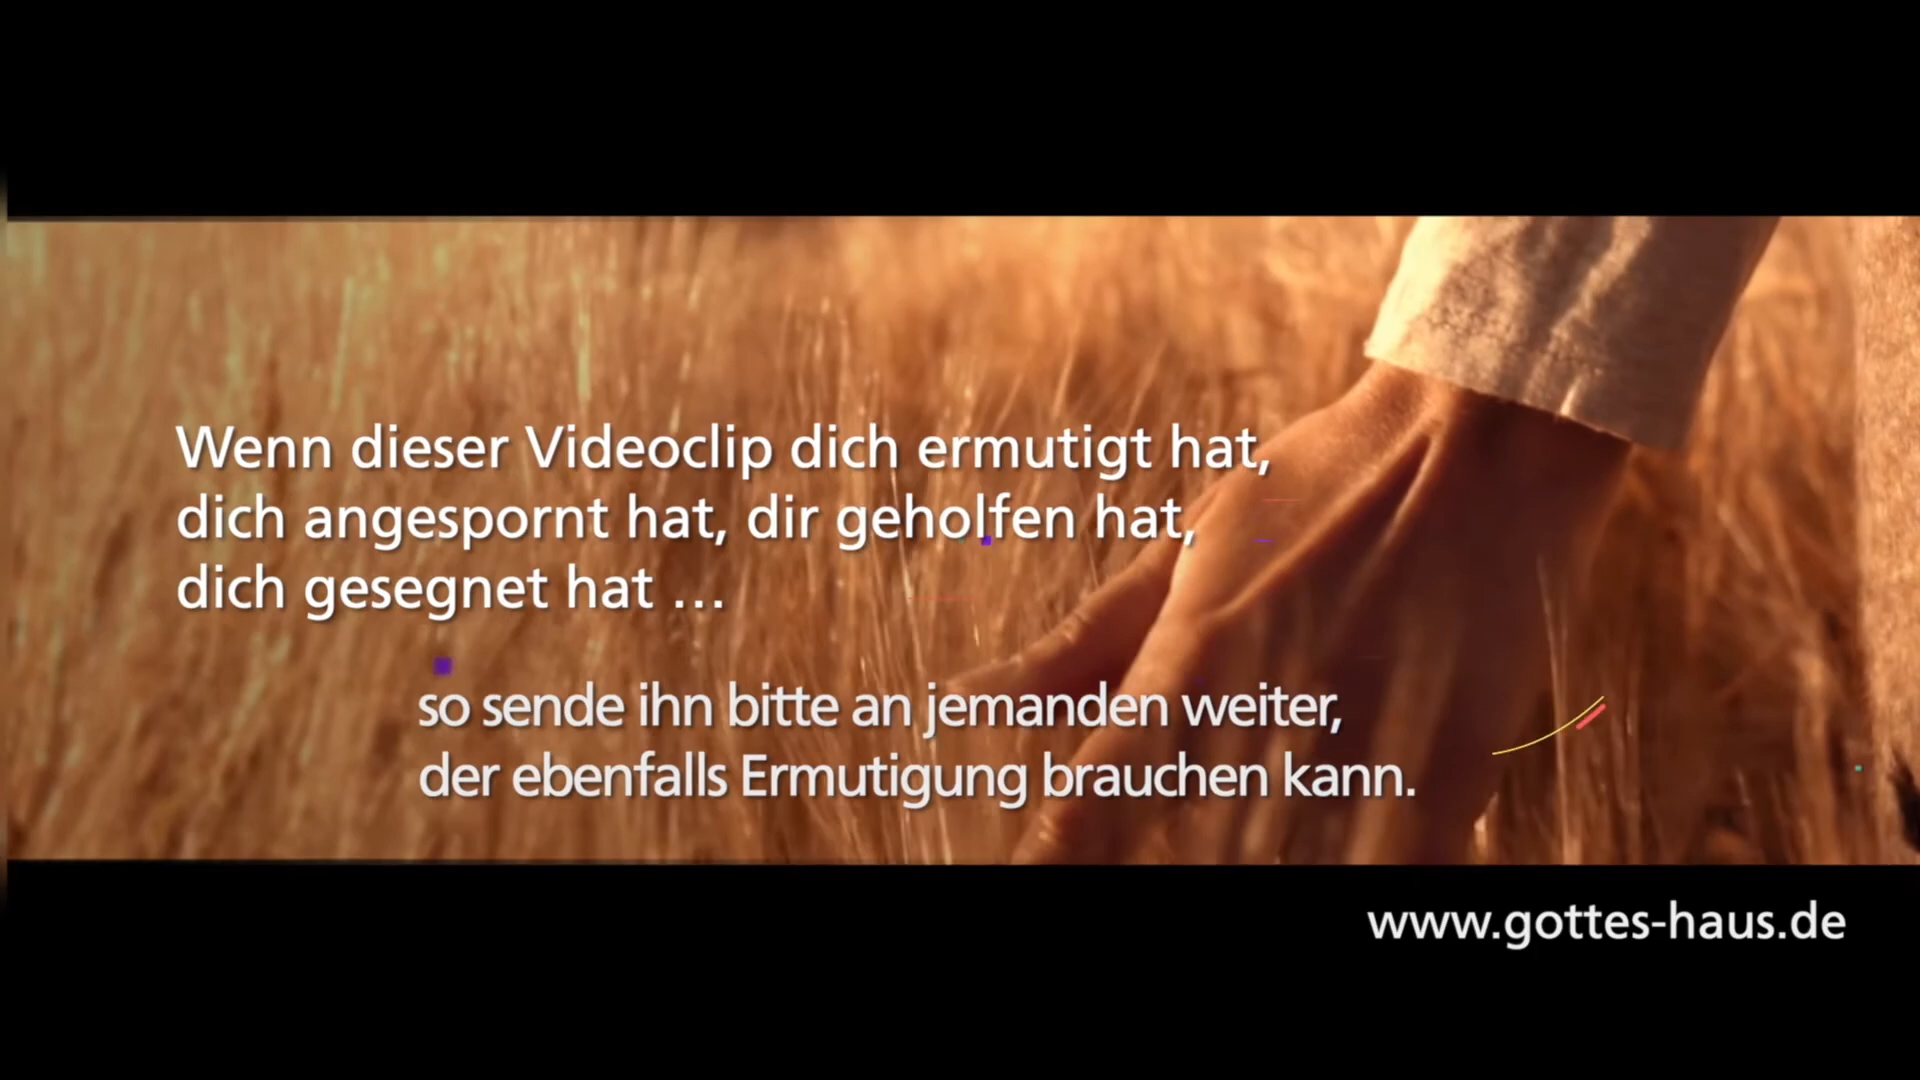 Wenn dieser Videoclip dich ermutigt hat,
dich angespornt hat, dir geholfen hat,
dich gesegnet hat …
so sende ihn bitte an jemanden weiter,
der ebenfalls Ermutigung brauchen kann.
www.gottes-haus.de